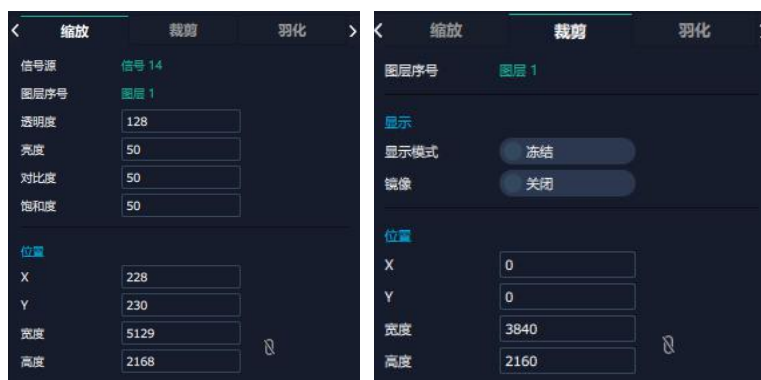 缩放 裁剪 羽化
信号源 信号 14
图层序号 图层 1
透明度 128
亮度 50
对比度 50
饱和度 50
位置
X 228
Y 230
宽度 5129
高度 2168
缩放 裁剪 羽化
图层序号 图层 1
显示
显示模式 冻结
镜像 关闭
位置
X 0
Y 0
宽度 3840
高度 2160